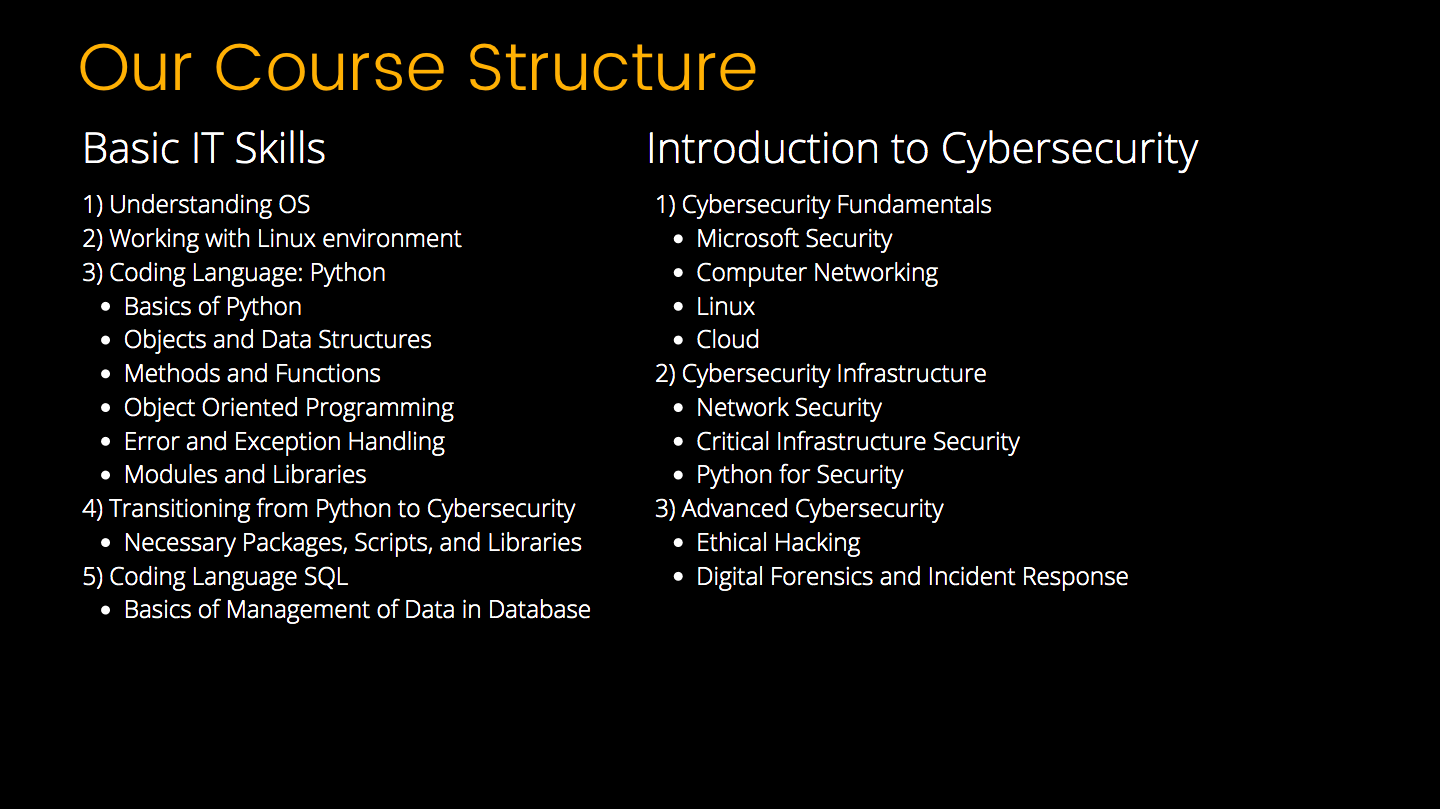 Our Course Structure
Basic IT Skills
1) Understanding OS
2) Working with Linux environment
3) Coding Language: Python
• Basics of Python
• Objects and Data Structures
• Methods and Functions
• Object Oriented Programming
• Error and Exception Handling
• Modules and Libraries
4) Transitioning from Python to Cybersecurity
• Necessary Packages, Scripts, and Libraries
5) Coding Language SQL
• Basics of Management of Data in Database
Introduction to Cybersecurity
1) Cybersecurity Fundamentals
• Microsoft Security
• Computer Networking
• Linux
• Cloud
2) Cybersecurity Infrastructure
• Network Security
• Critical Infrastructure Security
• Python for Security
3) Advanced Cybersecurity
• Ethical Hacking
• Digital Forensics and Incident Response